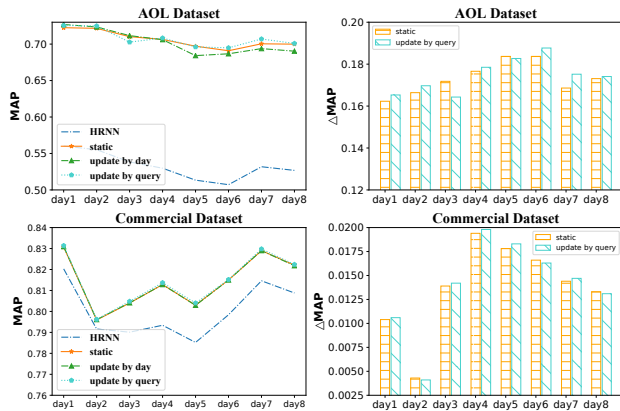 AOL Dataset
MAP
0.70
0.65
0.60
0.55
0.50
HRNN
static
update by day
update by query
day1 day2 day3 day4 day5 day6 day7 day8
AOL Dataset
△MAP
0.20
0.18
0.16
0.14
0.12
static
update by query
day1 day2 day3 day4 day5 day6 day7 day8
Commercial Dataset
MAP
0.84
0.83
0.82
0.81
0.80
0.79
0.78
0.77
0.76
HRNN
static
update by day
update by query
day1 day2 day3 day4 day5 day6 day7 day8
Commercial Dataset
△MAP
0.0200
0.0175
0.0150
0.0125
0.0100
0.0075
0.0050
0.0025
static
update by query
day1 day2 day3 day4 day5 day6 day7 day8